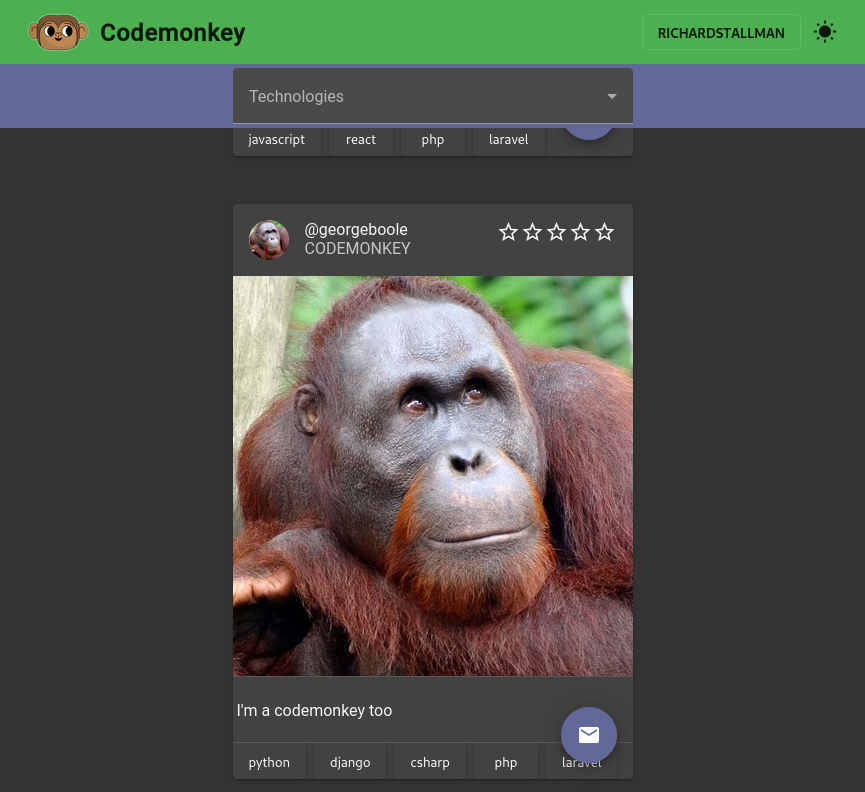 Codemonkey
RICHARDSTALLMAN
Technologies
javascript react php laravel
@georgeboole
CODEMONKEY
I'm a codemonkey too
python django csharp php laravel